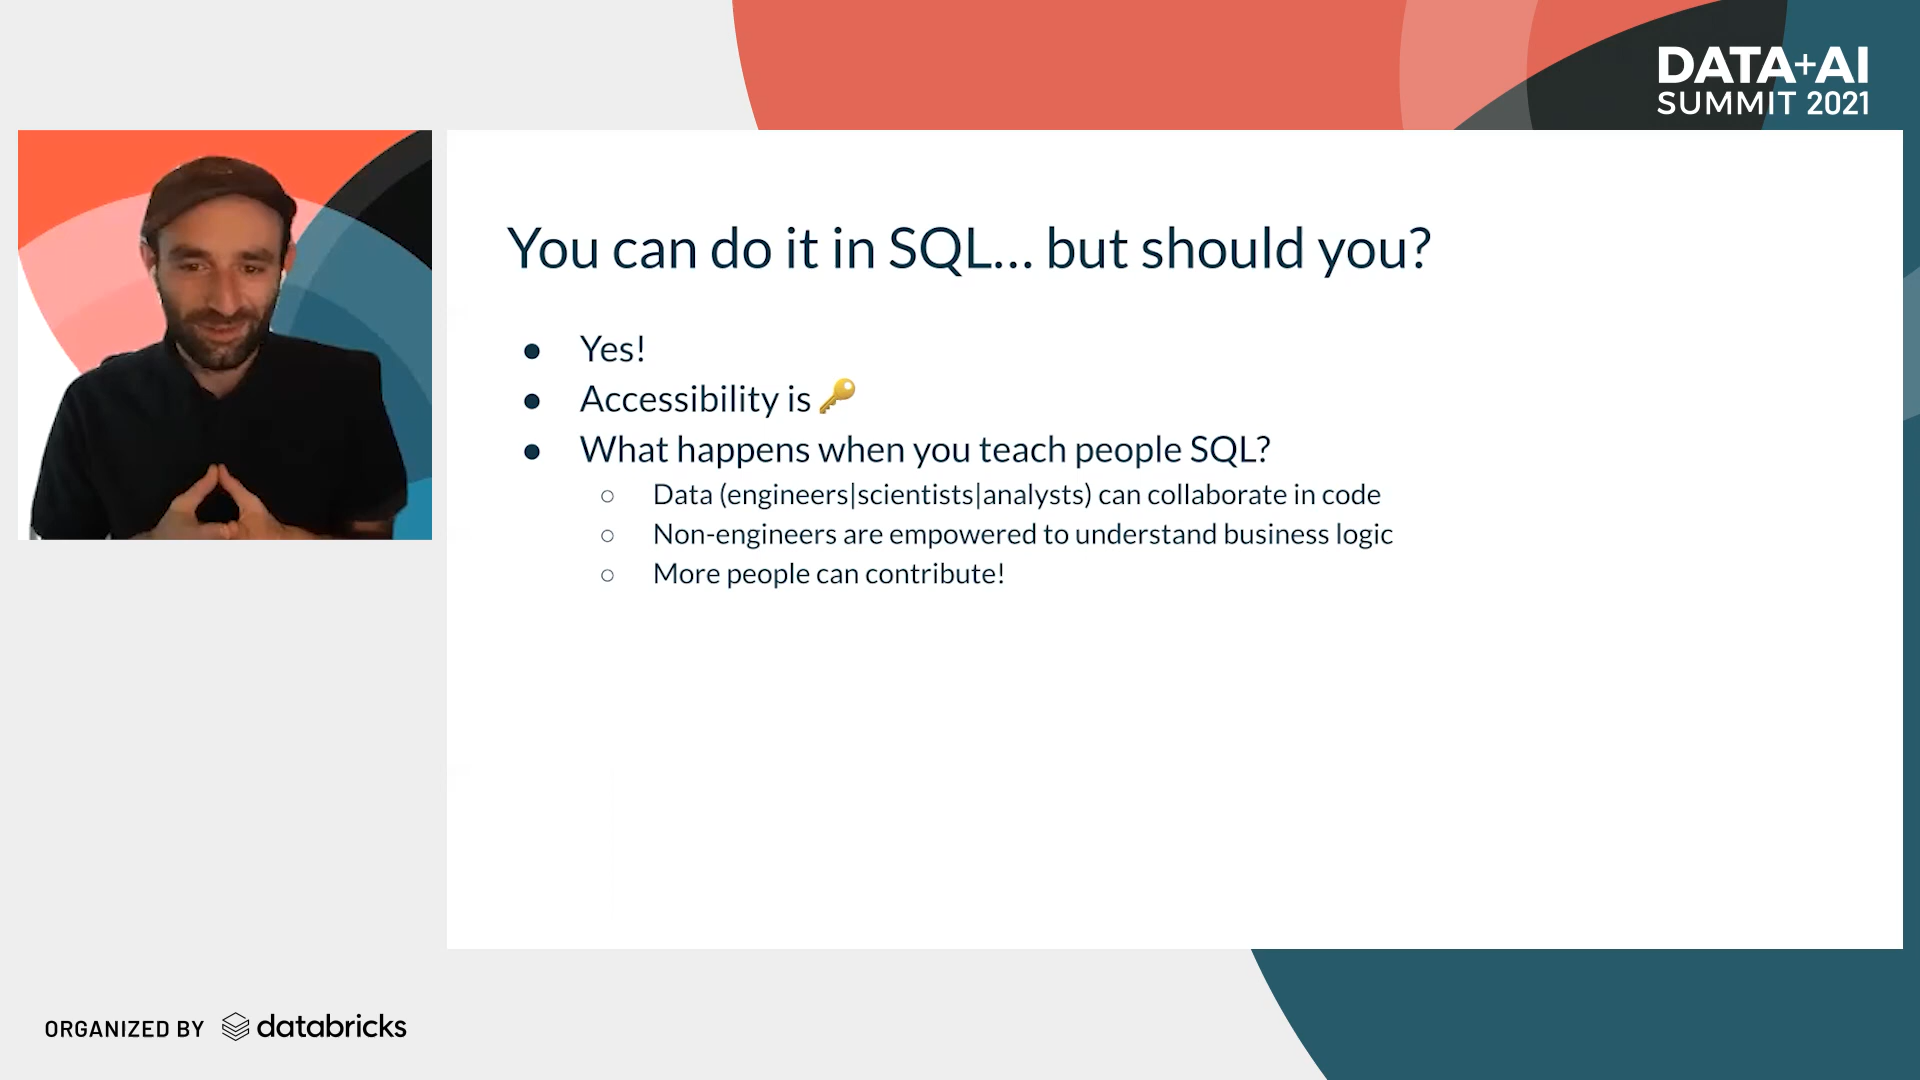 DATA+AI
SUMMIT 2021
You can do it in SQL... but should you?
● Yes!
● Accessibility is 🔑
● What happens when you teach people SQL?
○ Data (engineers|scientists|analysts) can collaborate in code
○ Non-engineers are empowered to understand business logic
○ More people can contribute!
ORGANIZED BY databricks